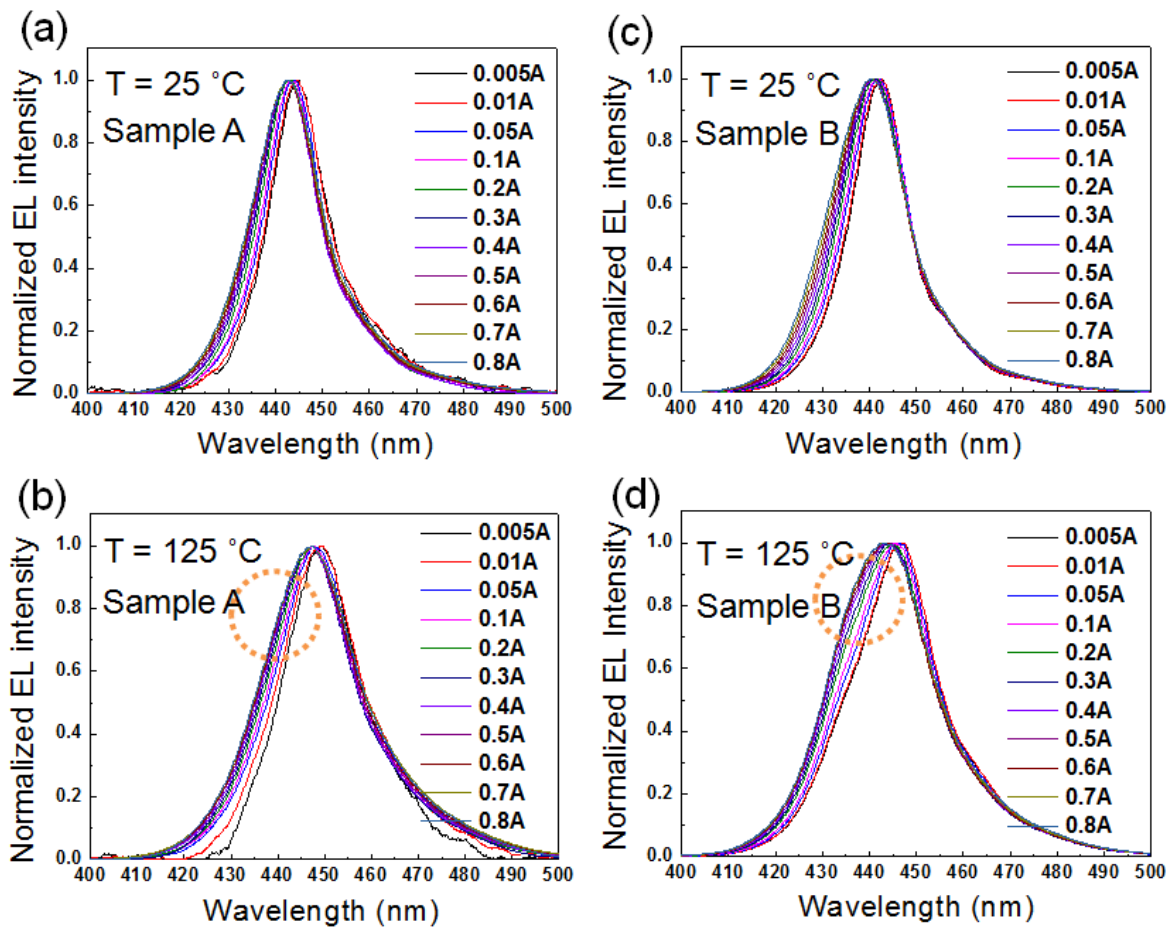 (a)
T = 25 °C
Sample A
0.005A
0.01A
0.05A
0.1A
0.2A
0.3A
0.4A
0.5A
0.6A
0.7A
0.8A
Normalized EL intensity
1.0
0.8
0.6
0.4
0.2
0.0
400 410 420 430 440 450 460 470 480 490 500
Wavelength (nm)
(c)
T = 25 °C
Sample B
0.005A
0.01A
0.05A
0.1A
0.2A
0.3A
0.4A
0.5A
0.6A
0.7A
0.8A
Normalized EL intensity
1.0
0.8
0.6
0.4
0.2
0.0
400 410 420 430 440 450 460 470 480 490 500
Wavelength (nm)
(b)
T = 125 °C
Sample A
0.005A
0.01A
0.05A
0.1A
0.2A
0.3A
0.4A
0.5A
0.6A
0.7A
0.8A
Normalized EL intensity
1.0
0.8
0.6
0.4
0.2
0.0
400 410 420 430 440 450 460 470 480 490 500
Wavelength (nm)
(d)
T = 125 °C
Sample B
0.005A
0.01A
0.05A
0.1A
0.2A
0.3A
0.4A
0.5A
0.6A
0.7A
0.8A
Normalized EL Intensity
1.0
0.8
0.6
0.4
0.2
0.0
400 410 420 430 440 450 460 470 480 490 500
Wavelength (nm)